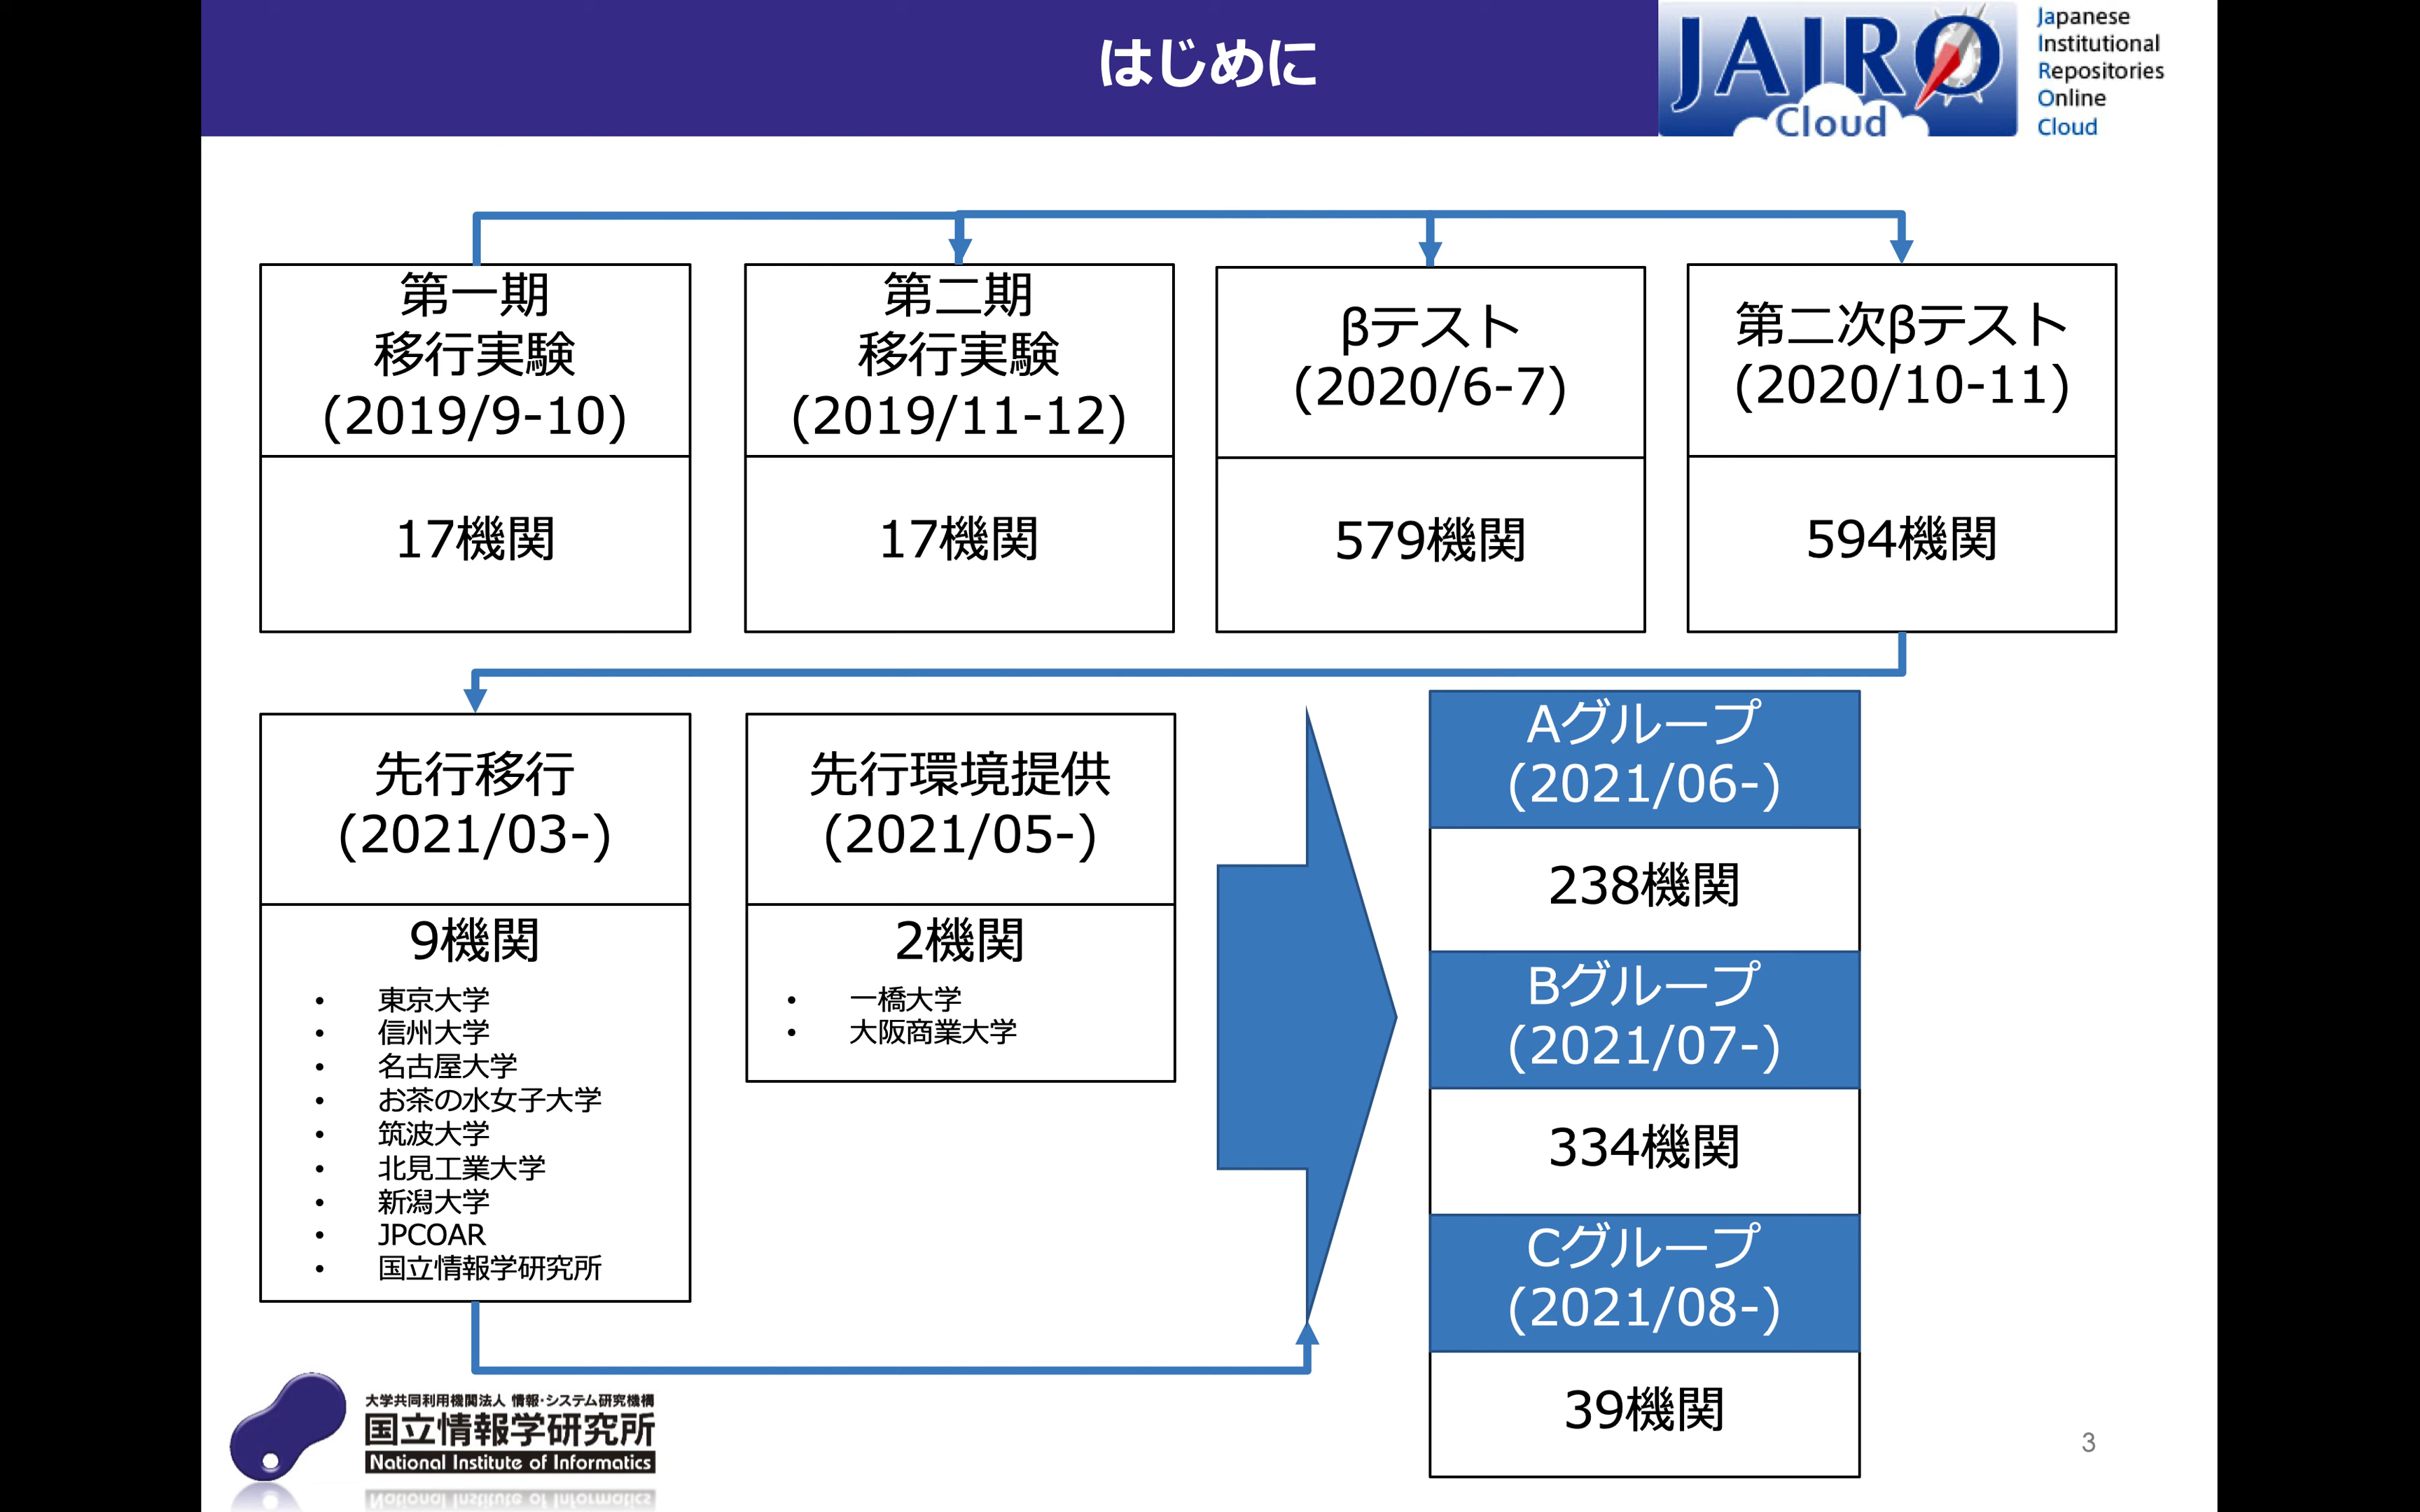 はじめに
JAIRO
Cloud
Japanese
Institutional
Repositories
Online
Cloud
第一期
移行実験
(2019/9-10)
17機関
第二期
移行実験
(2019/11-12)
17機関
βテスト
(2020/6-7)
579機関
第二次βテスト
(2020/10-11)
594機関
先行移行
(2021/03-)
9機関
• 東京大学
• 信州大学
• 名古屋大学
• お茶の水女子大学
• 筑波大学
• 北見工業大学
• 新潟大学
• JPCOAR
• 国立情報学研究所
先行環境提供
(2021/05-)
2機関
• 一橋大学
• 大阪商業大学
Aグループ
(2021/06-)
238機関
Bグループ
(2021/07-)
334機関
Cグループ
(2021/08-)
39機関
大学共同利用機関法人 情報・システム研究機構
国立情報学研究所
National Institute of Informatics
3